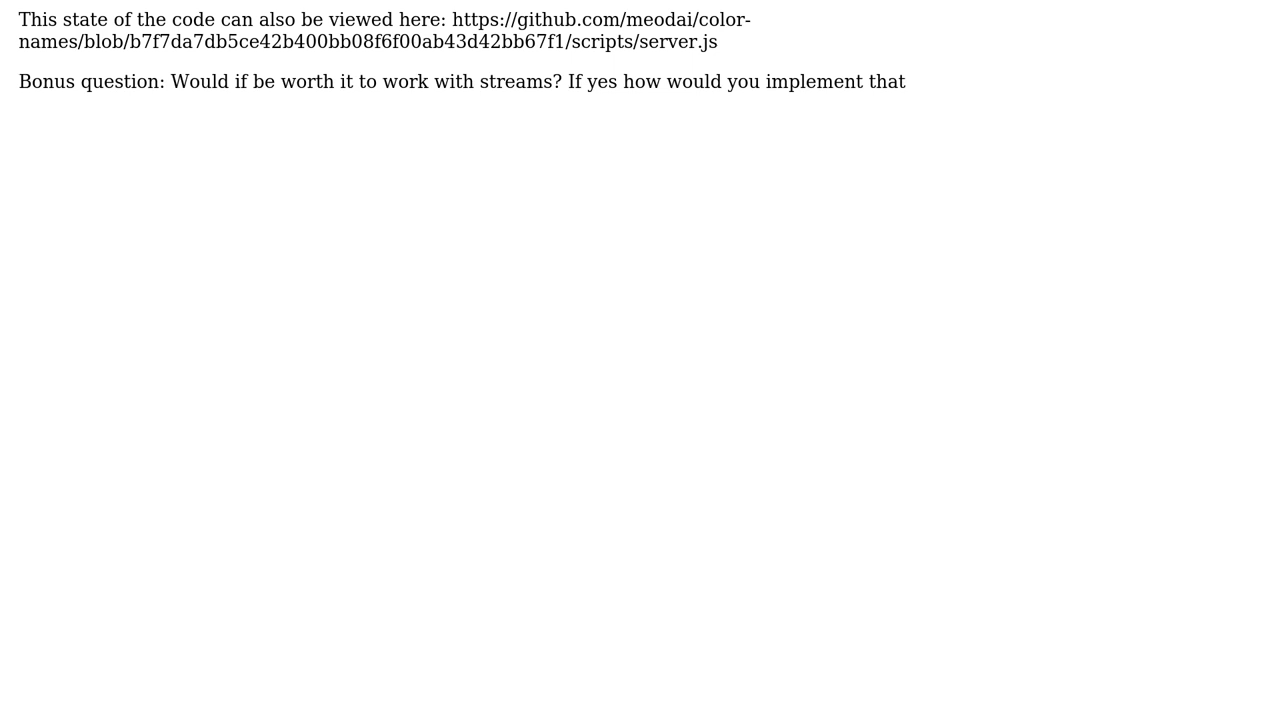 This state of the code can also be viewed here: https://github.com/meodai/color-
names/blob/b7f7da7db5ce42b400bb08f6f00ab43d42bb67f1/scripts/server.js
Bonus question: Would if be worth it to work with streams? If yes how would you implement that